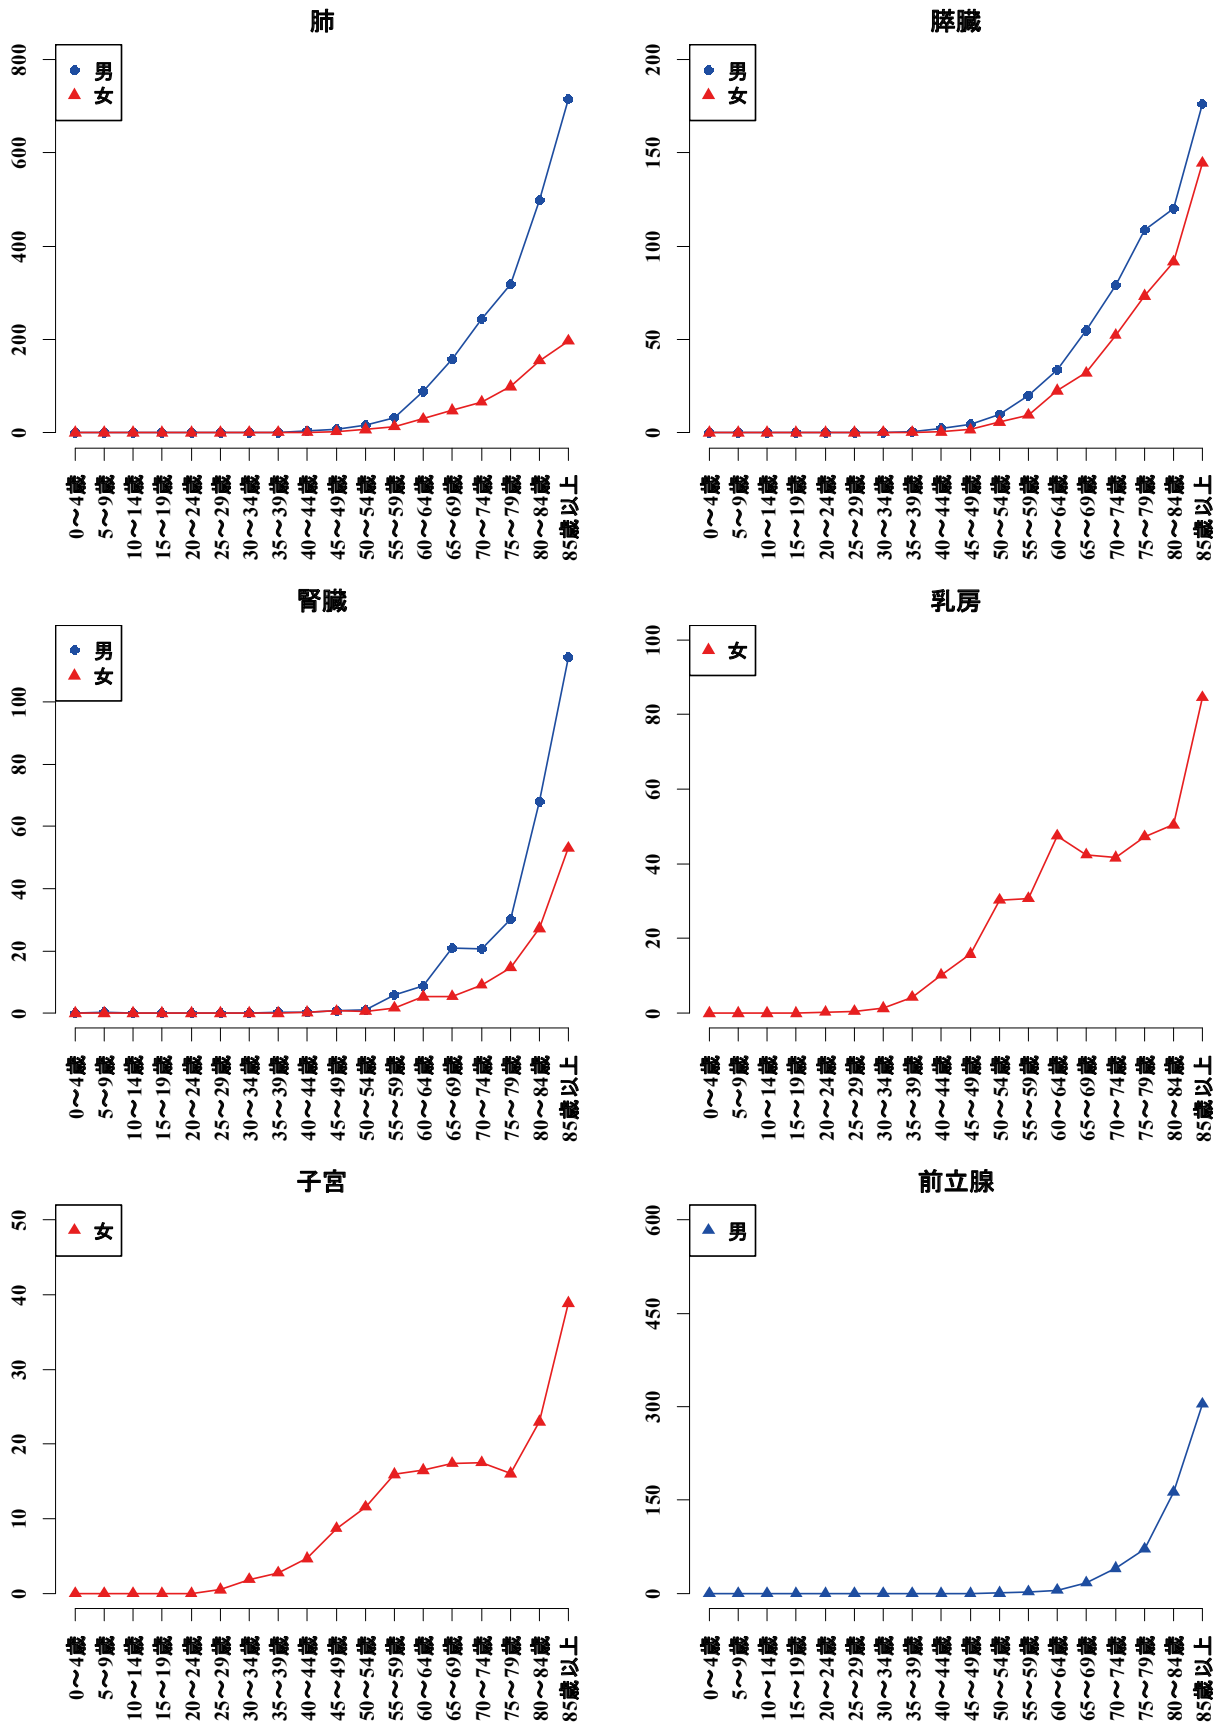 肺
800
600
400
200
0
男
女
0〜4歳
5〜9歳
10〜14歳
15〜19歳
20〜24歳
25〜29歳
30〜34歳
35〜39歳
40〜44歳
45〜49歳
50〜54歳
55〜59歳
60〜64歳
65〜69歳
70〜74歳
75〜79歳
80〜84歳
85歳以上
膵臓
200
150
100
50
0
男
女
0〜4歳
5〜9歳
10〜14歳
15〜19歳
20〜24歳
25〜29歳
30〜34歳
35〜39歳
40〜44歳
45〜49歳
50〜54歳
55〜59歳
60〜64歳
65〜69歳
70〜74歳
75〜79歳
80〜84歳
85歳以上
腎臓
100
80
60
40
20
0
男
女
0〜4歳
5〜9歳
10〜14歳
15〜19歳
20〜24歳
25〜29歳
30〜34歳
35〜39歳
40〜44歳
45〜49歳
50〜54歳
55〜59歳
60〜64歳
65〜69歳
70〜74歳
75〜79歳
80〜84歳
85歳以上
乳房
100
80
60
40
20
0
女
0〜4歳
5〜9歳
10〜14歳
15〜19歳
20〜24歳
25〜29歳
30〜34歳
35〜39歳
40〜44歳
45〜49歳
50〜54歳
55〜59歳
60〜64歳
65〜69歳
70〜74歳
75〜79歳
80〜84歳
85歳以上
子宮
50
40
30
20
10
0
女
0〜4歳
5〜9歳
10〜14歳
15〜19歳
20〜24歳
25〜29歳
30〜34歳
35〜39歳
40〜44歳
45〜49歳
50〜54歳
55〜59歳
60〜64歳
65〜69歳
70〜74歳
75〜79歳
80〜84歳
85歳以上
前立腺
600
450
300
150
0
男
0〜4歳
5〜9歳
10〜14歳
15〜19歳
20〜24歳
25〜29歳
30〜34歳
35〜39歳
40〜44歳
45〜49歳
50〜54歳
55〜59歳
60〜64歳
65〜69歳
70〜74歳
75〜79歳
80〜84歳
85歳以上